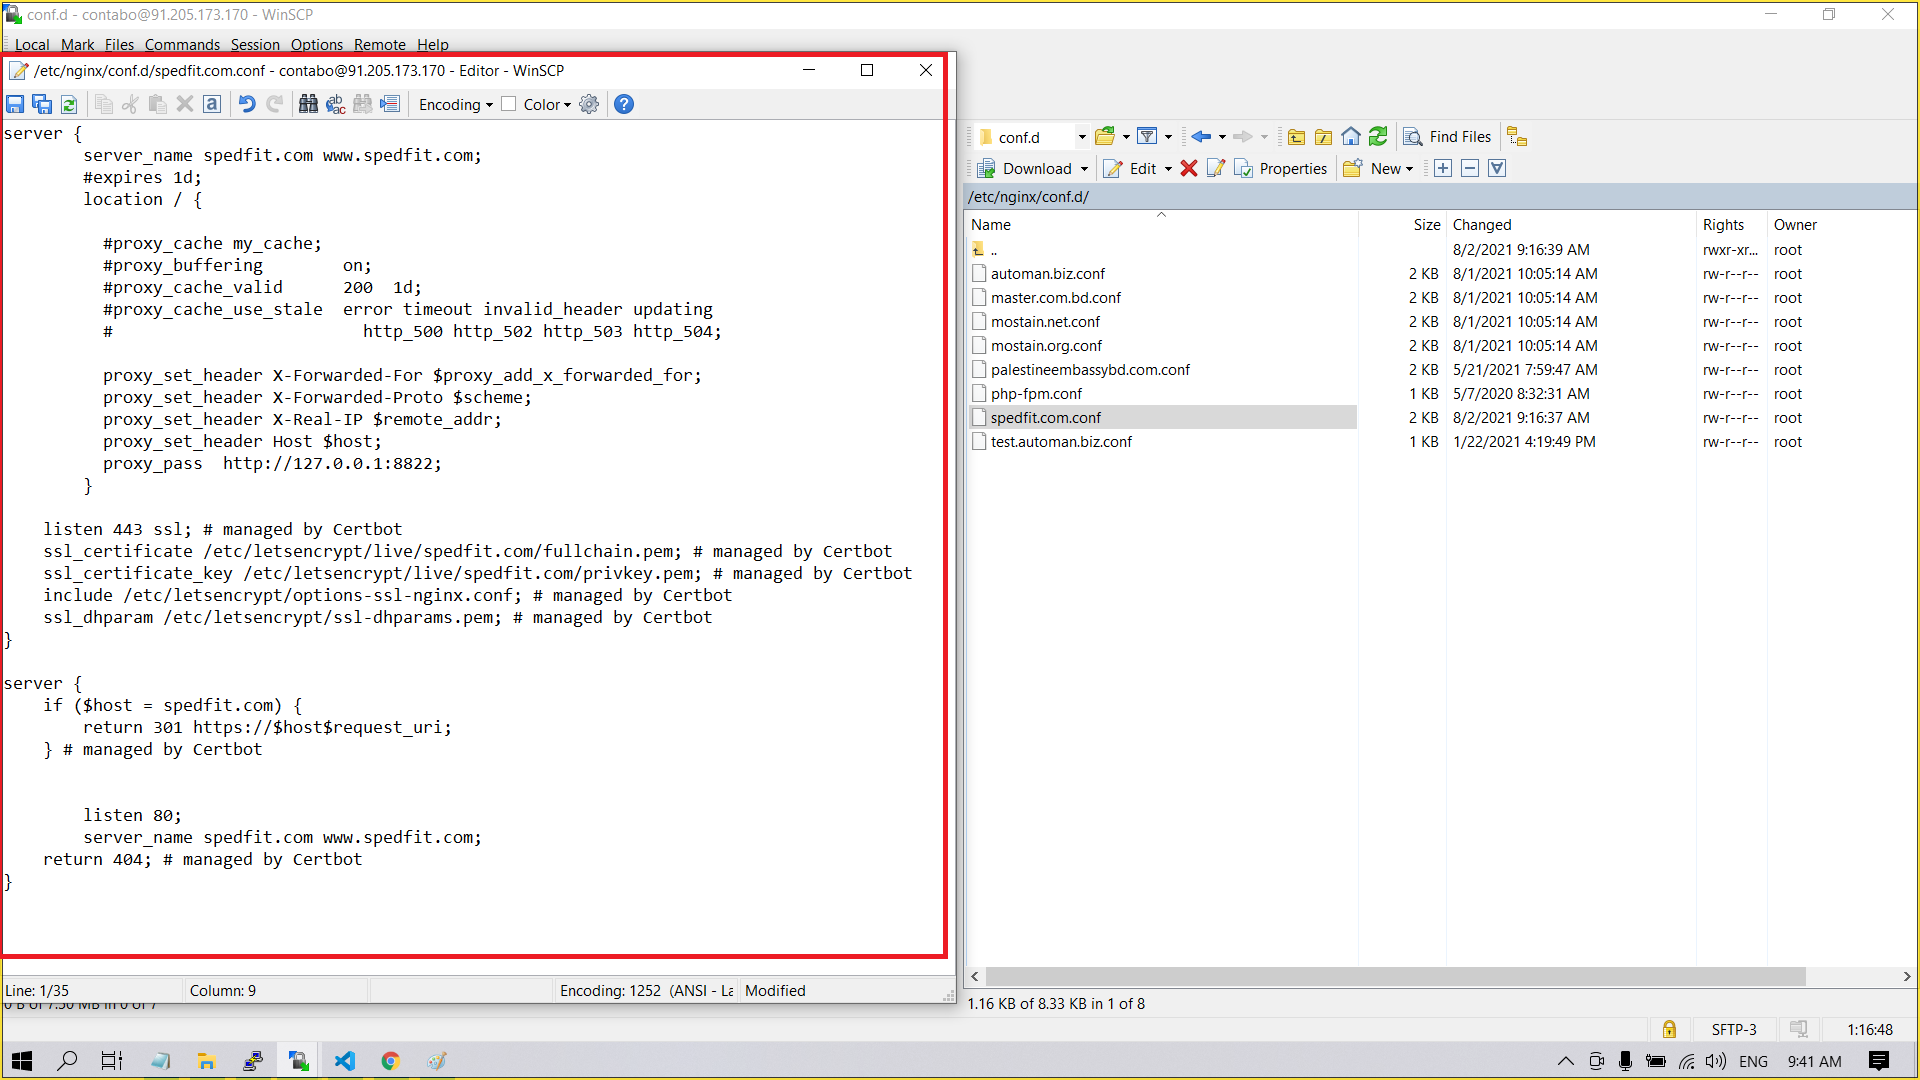 conf.d - contabo@91.205.173.170 - WinSCP
Local Mark Files Commands Session Options Remote Help
/etc/nginx/conf.d/spedfit.com.conf - contabo@91.205.173.170 - Editor - WinSCP
Encoding Color
server {
        server_name spedfit.com www.spedfit.com;
        #expires 1d;
        location / {
          #proxy_cache my_cache;
          #proxy_buffering        on;
          #proxy_cache_valid      200  1d;
          #proxy_cache_use_stale  error timeout invalid_header updating
          #                         http_500 http_502 http_503 http_504;
          proxy_set_header X-Forwarded-For $proxy_add_x_forwarded_for;
          proxy_set_header X-Forwarded-Proto $scheme;
          proxy_set_header X-Real-IP $remote_addr;
          proxy_set_header Host $host;
          proxy_pass  http://127.0.0.1:8822;
        }
    listen 443 ssl; # managed by Certbot
    ssl_certificate /etc/letsencrypt/live/spedfit.com/fullchain.pem; # managed by Certbot
    ssl_certificate_key /etc/letsencrypt/live/spedfit.com/privkey.pem; # managed by Certbot
    include /etc/letsencrypt/options-ssl-nginx.conf; # managed by Certbot
    ssl_dhparam /etc/letsencrypt/ssl-dhparams.pem; # managed by Certbot
}
server {
    if ($host = spedfit.com) {
        return 301 https://$host$request_uri;
    } # managed by Certbot
        listen 80;
        server_name spedfit.com www.spedfit.com;
    return 404; # managed by Certbot
}
Line: 1/35 Column: 9 Encoding: 1252 (ANSI - La Modified
0 B of 7.50 MB in 0 of 7
conf.d Find Files
Download Edit Properties New
/etc/nginx/conf.d/
Name Size Changed Rights Owner
.. 8/2/2021 9:16:39 AM rwxr-xr... root
automan.biz.conf 2 KB 8/1/2021 10:05:14 AM rw-r--r-- root
master.com.bd.conf 2 KB 8/1/2021 10:05:14 AM rw-r--r-- root
mostain.net.conf 2 KB 8/1/2021 10:05:14 AM rw-r--r-- root
mostain.org.conf 2 KB 8/1/2021 10:05:14 AM rw-r--r-- root
palestineembassybd.com.conf 2 KB 5/21/2021 7:59:47 AM rw-r--r-- root
php-fpm.conf 1 KB 5/7/2020 8:32:31 AM rw-r--r-- root
spedfit.com.conf 2 KB 8/2/2021 9:16:37 AM rw-r--r-- root
test.automan.biz.conf 1 KB 1/22/2021 4:19:49 PM rw-r--r-- root
1.16 KB of 8.33 KB in 1 of 8
SFTP-3 1:16:48
ENG 9:41 AM